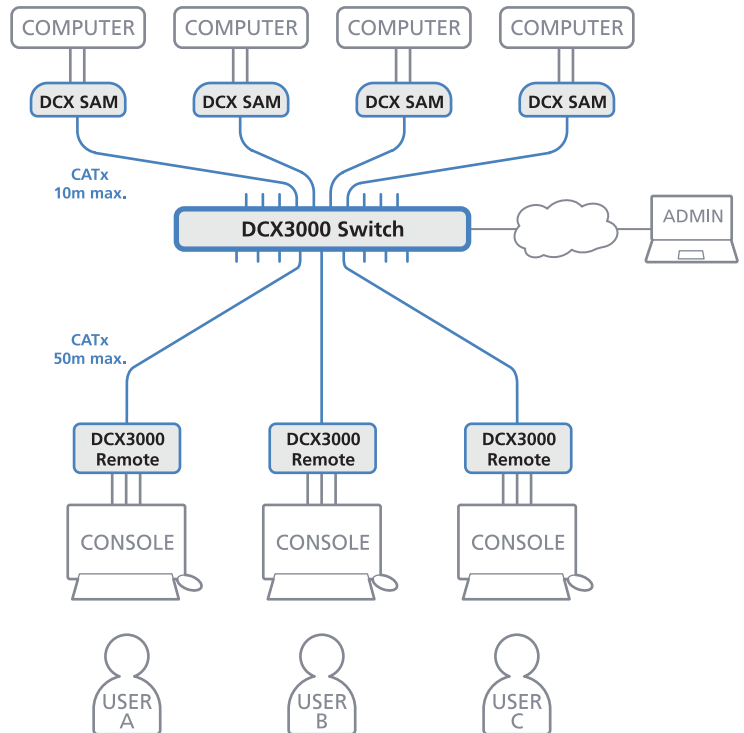 COMPUTER
COMPUTER
COMPUTER
COMPUTER
DCX SAM
DCX SAM
DCX SAM
DCX SAM
CATx
10m max.
DCX3000 Switch
ADMIN
CATx
50m max.
DCX3000
Remote
DCX3000
Remote
DCX3000
Remote
CONSOLE
CONSOLE
CONSOLE
USER
A
USER
B
USER
C